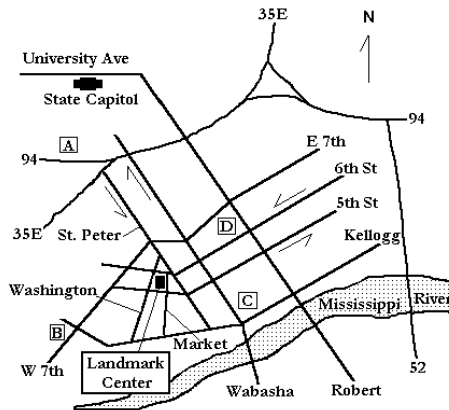 35E
N
University Ave
State Capitol
94
A
94
E 7th
6th St
5th St
35E
St. Peter
D
Kellogg
Washington
C
Mississippi River
B
Market
W 7th
Landmark
Center
Wabasha
Robert
52